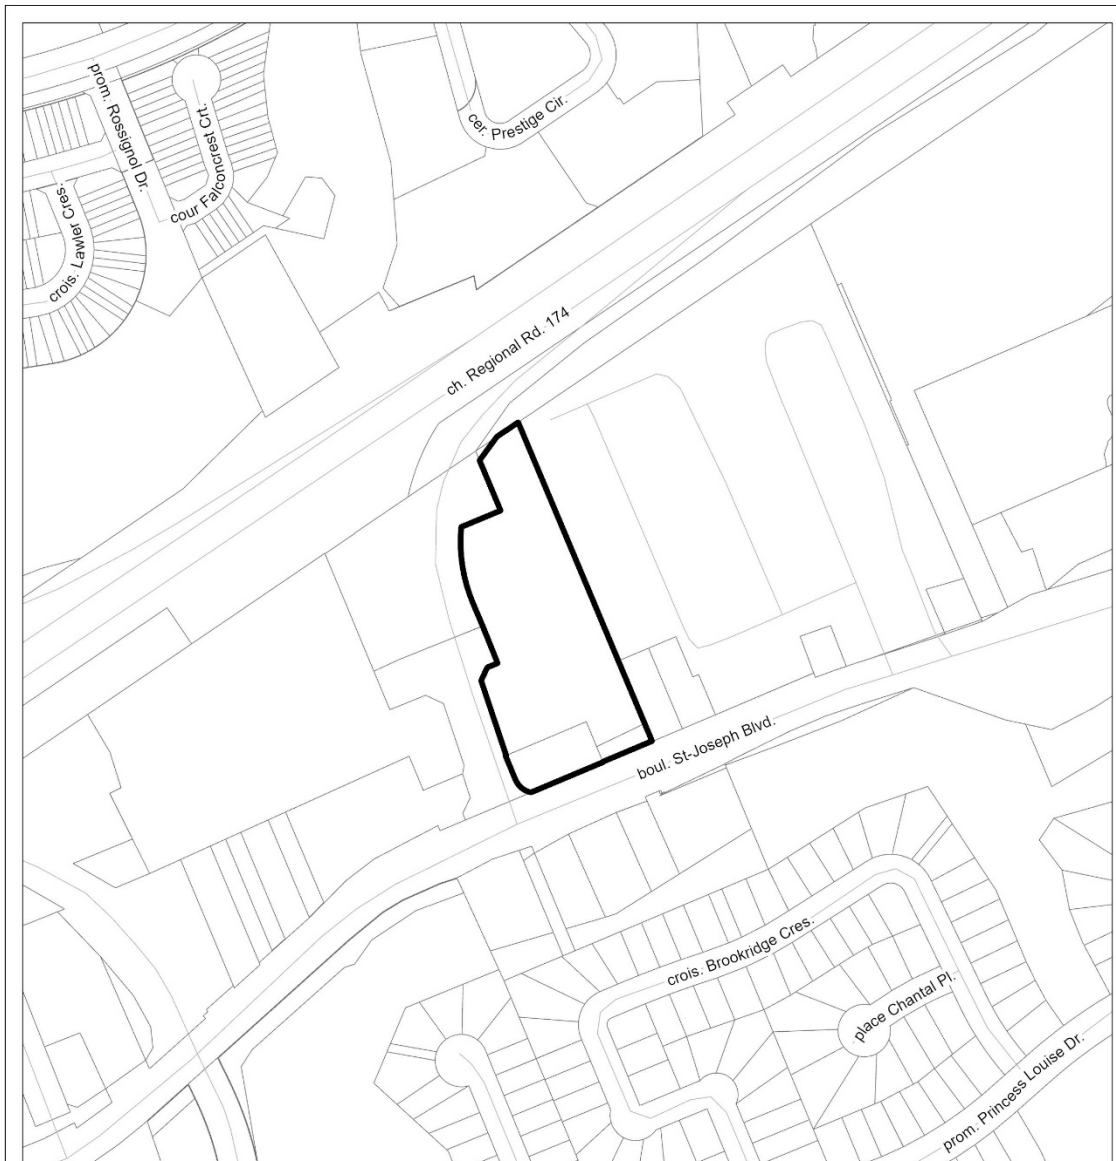 prom. Rossignol Dr.
cour Falconcrest Crt.
crois. Lawler Cres.
cer. Prestige Cir.
ch. Regional Rd. 174
boul. St-Joseph Blvd.
crois. Brookridge Cres.
place Chantal Pl.
prom. Princess Louise Dr.